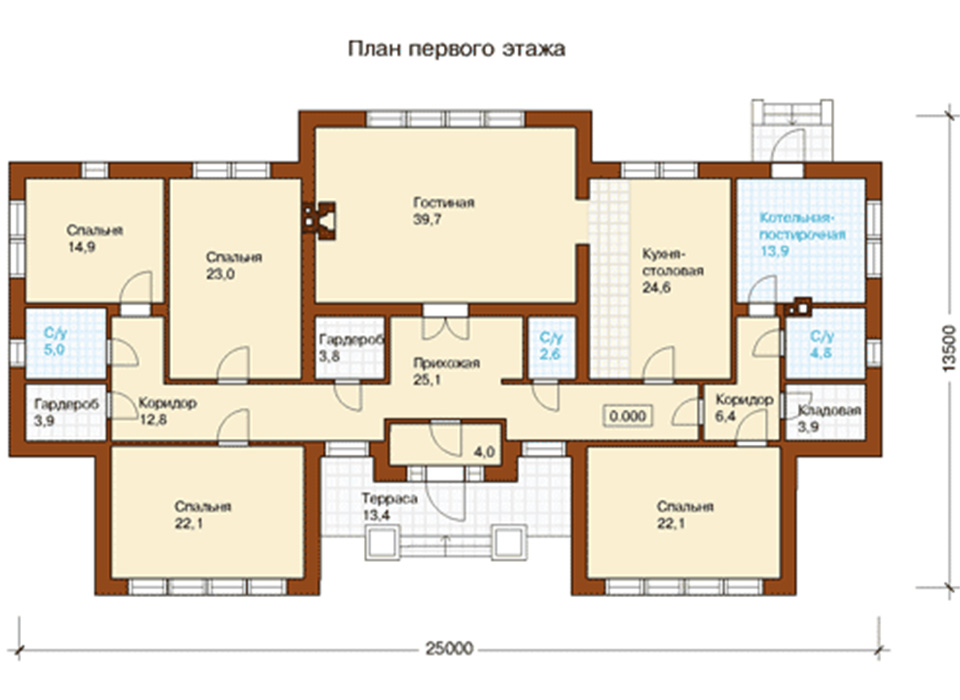 План первого этажа
Гостиная
39,7
Спальня
14,9
Спальня
23,0
Котельная-
постирочная
13,9
Кухня-
столовая
24,6
С/у
5,0
Гардероб
3,8
Прихожая
25,1
С/у
2,6
С/у
4,8
Гардероб
3,9
Коридор
12,8
0.000
Коридор
6,4
Кладовая
3,9
4,0
Спальня
22,1
Терраса
13,4
Спальня
22,1
13500
25000